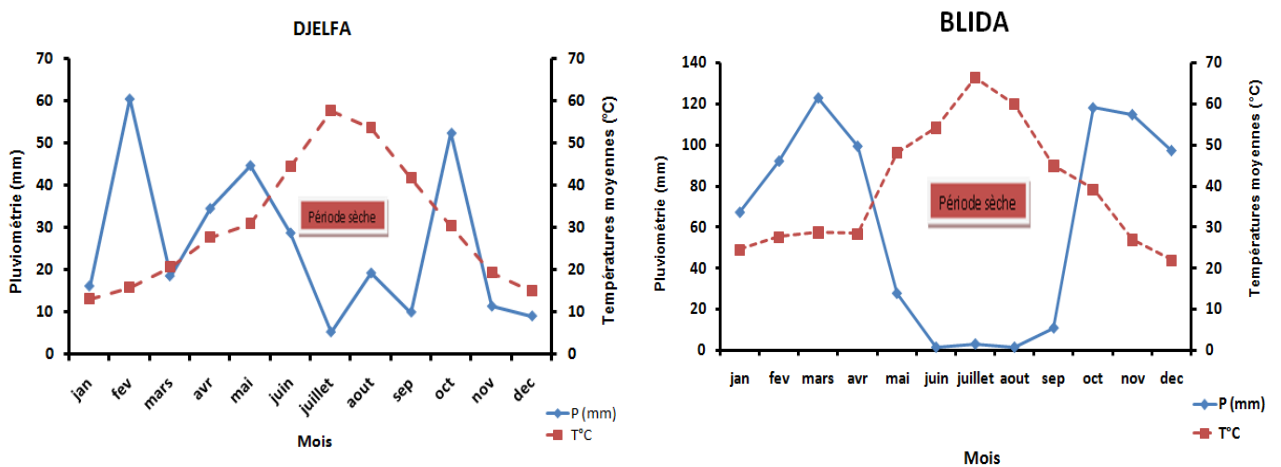 DJELFA
Pluviométrie (mm)
70
60
50
40
30
20
10
0
Période sèche
70
60
50
40
30
20
10
0
Températures moyennes (°C)
jan fev mars avr mai juin juillet aout sep oct nov dec
Mois
P (mm)
T°C
BLIDA
Pluviométrie (mm)
140
120
100
80
60
40
20
0
Période sèche
70
60
50
40
30
20
10
0
Températures moyennes (°C)
jan fev mars avr mai juin juillet aout sep oct nov dec
Mois
P (mm)
T°C